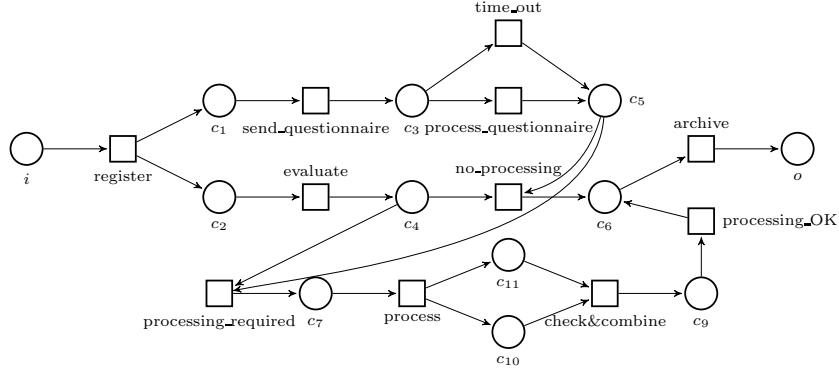 time_out
c1
send_questionnaire
c3
process_questionnaire
c5
archive
i
register
evaluate
no_processing
o
c2
c4
c6
processing_OK
c11
processing_required
c7
process
check&combine
c9
c10